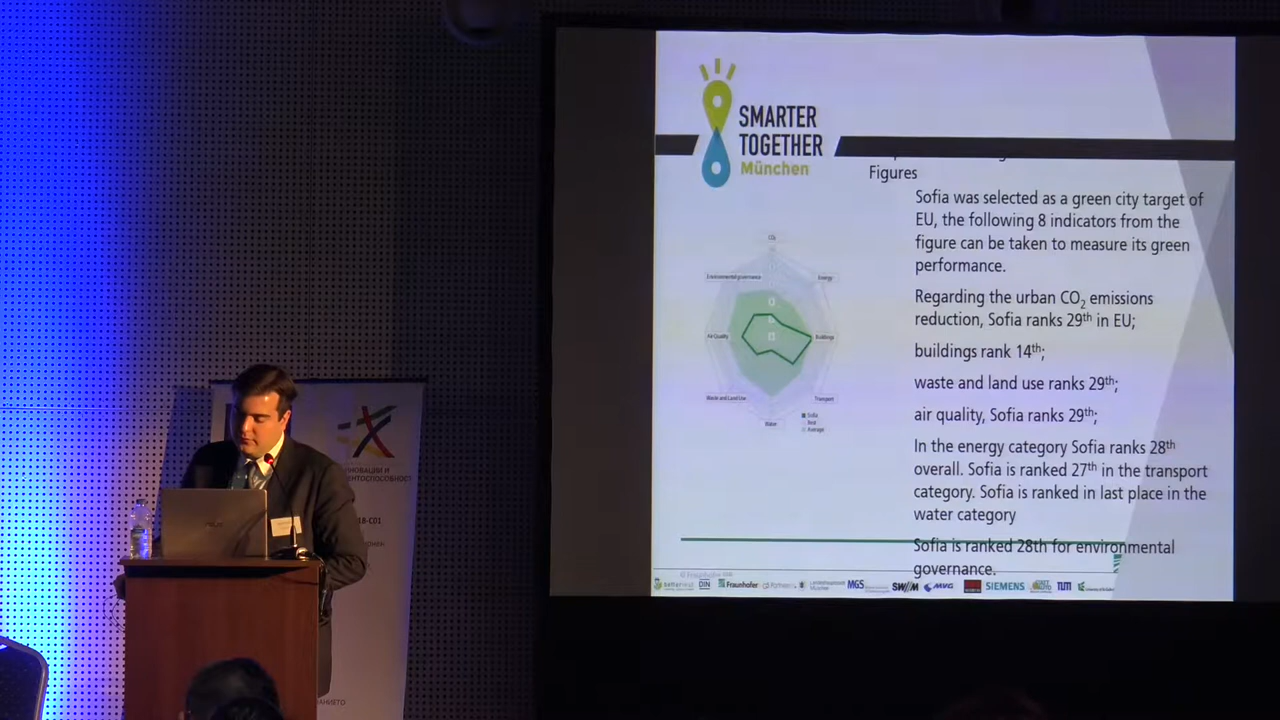 SMARTER
TOGETHER
München
Figures
Sofia was selected as a green city target of
EU, the following 8 indicators from the
figure can be taken to measure its green
performance.
Regarding the urban CO₂ emissions
reduction, Sofia ranks 29th in EU;
buildings rank 14th;
waste and land use ranks 29th;
air quality, Sofia ranks 29th;
In the energy category Sofia ranks 28th
overall. Sofia is ranked 27th in the transport
category. Sofia is ranked in last place in the
water category
Sofia is ranked 28th for environmental
governance.
CO₂
Environmental governance
Energy
Air Quality
Buildings
Waste and Land Use
Transport
Water
Sofia
Best
Average
© Fraunhofer
DIN
Fraunhofer
MGS
SWM
MVG
SIEMENS
TUM
НОВАЦИИ И
ЕНТОСПОСОБНОСТ
18-C01